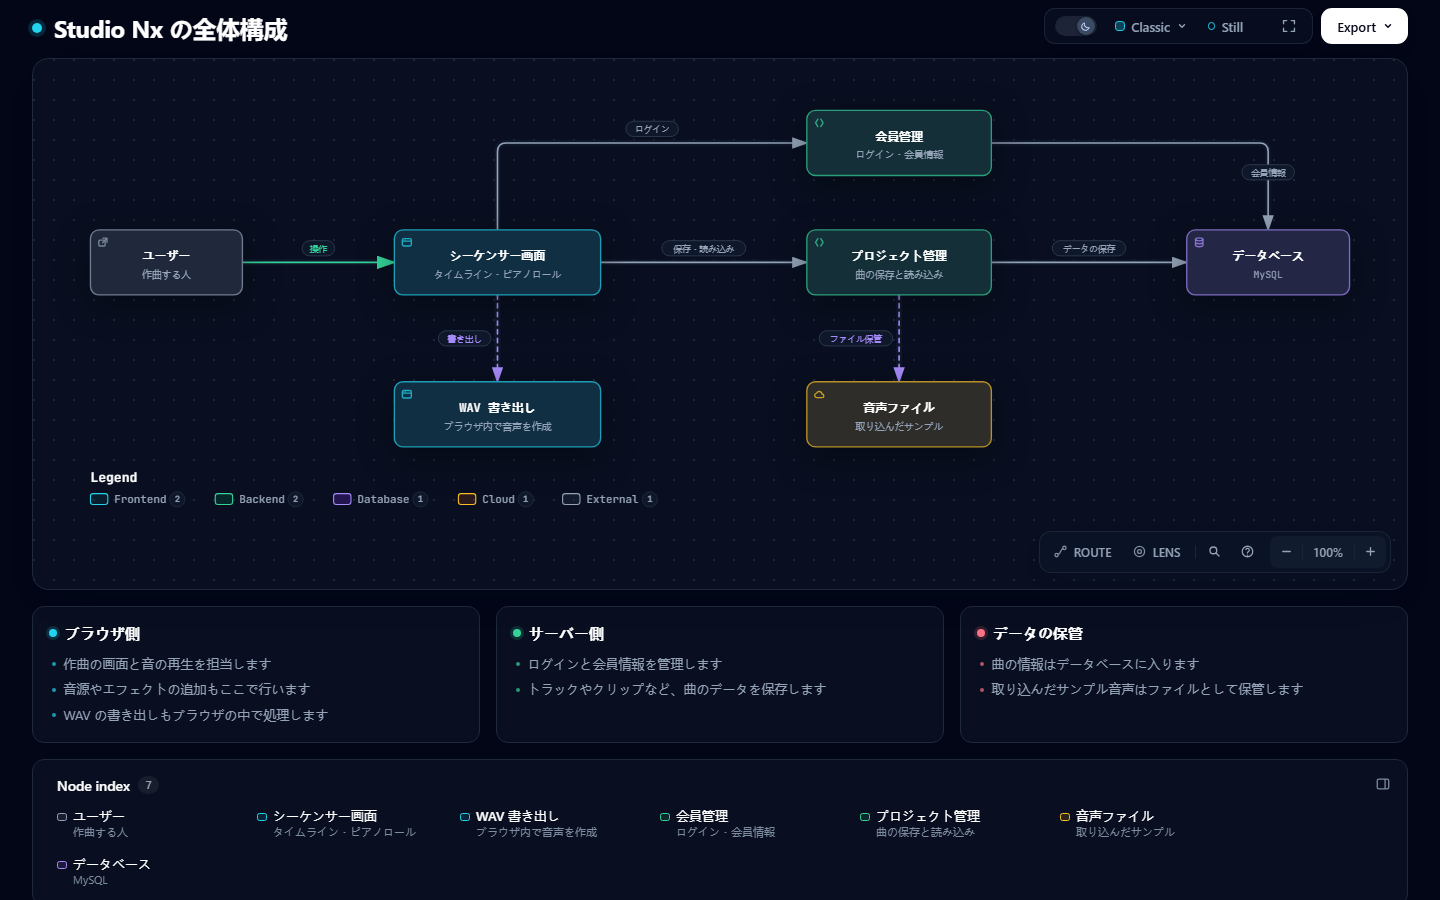 Studio Nx の全体構成
Classic
Still
Export
ログイン
会員管理
ログイン・会員情報
会員情報
ユーザー
作曲する人
操作
シーケンサー画面
タイムライン・ピアノロール
保存・読み込み
プロジェクト管理
曲の保存と読み込み
データの保存
データベース
MySQL
書き出し
ファイル保管
WAV 書き出し
ブラウザ内で音声を作成
音声ファイル
取り込んだサンプル
Legend
Frontend 2
Backend 2
Database 1
Cloud 1
External 1
ROUTE
LENS
100%
ブラウザ側
作曲の画面と音の再生を担当します
音源やエフェクトの追加もここで行います
WAV の書き出しもブラウザの中で処理します
サーバー側
ログインと会員情報を管理します
トラックやクリップなど、曲のデータを保存します
データの保管
曲の情報はデータベースに入ります
取り込んだサンプル音声はファイルとして保管します
Node index 7
ユーザー
作曲する人
シーケンサー画面
タイムライン・ピアノロール
WAV 書き出し
ブラウザ内で音声を作成
会員管理
ログイン・会員情報
プロジェクト管理
曲の保存と読み込み
音声ファイル
取り込んだサンプル
データベース
MySQL